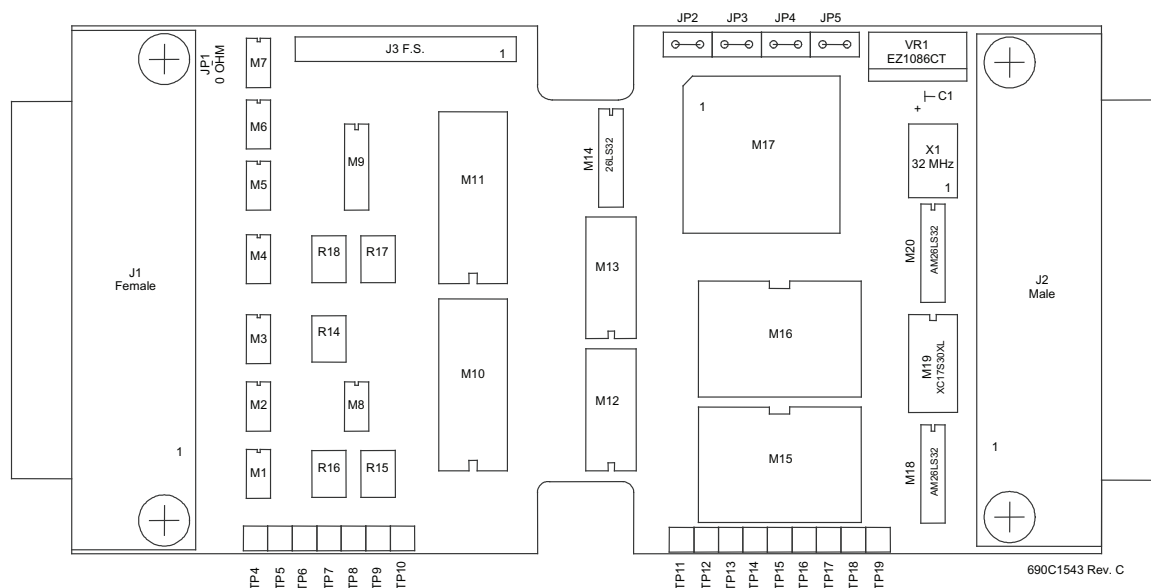 JP2 JP3 JP4 JP5
JP1
0 OHM
M7
J3 F.S. 1
VR1
EZ1086CT
+ C1
M6
M9
M5
M11
M14
26LS32
1
M17
X1
32 MHz
1
M4
R18 R17
M13
M20
AM26LS32
J1
Female
J2
Male
M3
R14
M16
M19
XC17S30XL
M2
M8
M10
M12
1
M1
R16 R15
M15
M18
AM26LS32
1
TP4 TP5 TP6 TP7 TP8 TP9 TP10
TP11 TP12 TP13 TP14 TP15 TP16 TP17 TP18 TP19
690C1543 Rev. C